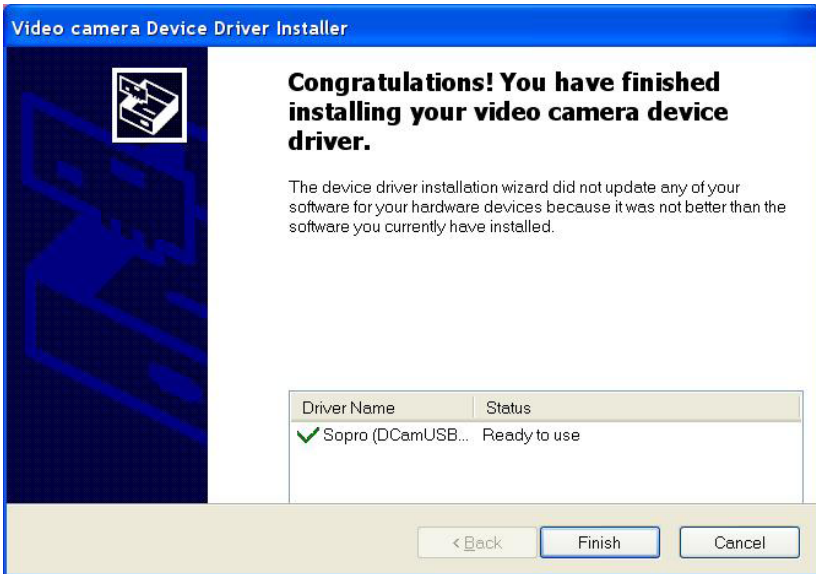 Video camera Device Driver Installer
Congratulations! You have finished
installing your video camera device
driver.
The device driver installation wizard did not update any of your
software for your hardware devices because it was not better than the
software you currently have installed.
Driver Name Status
Sopro (DCamUSB... Ready to use
< Back Finish Cancel